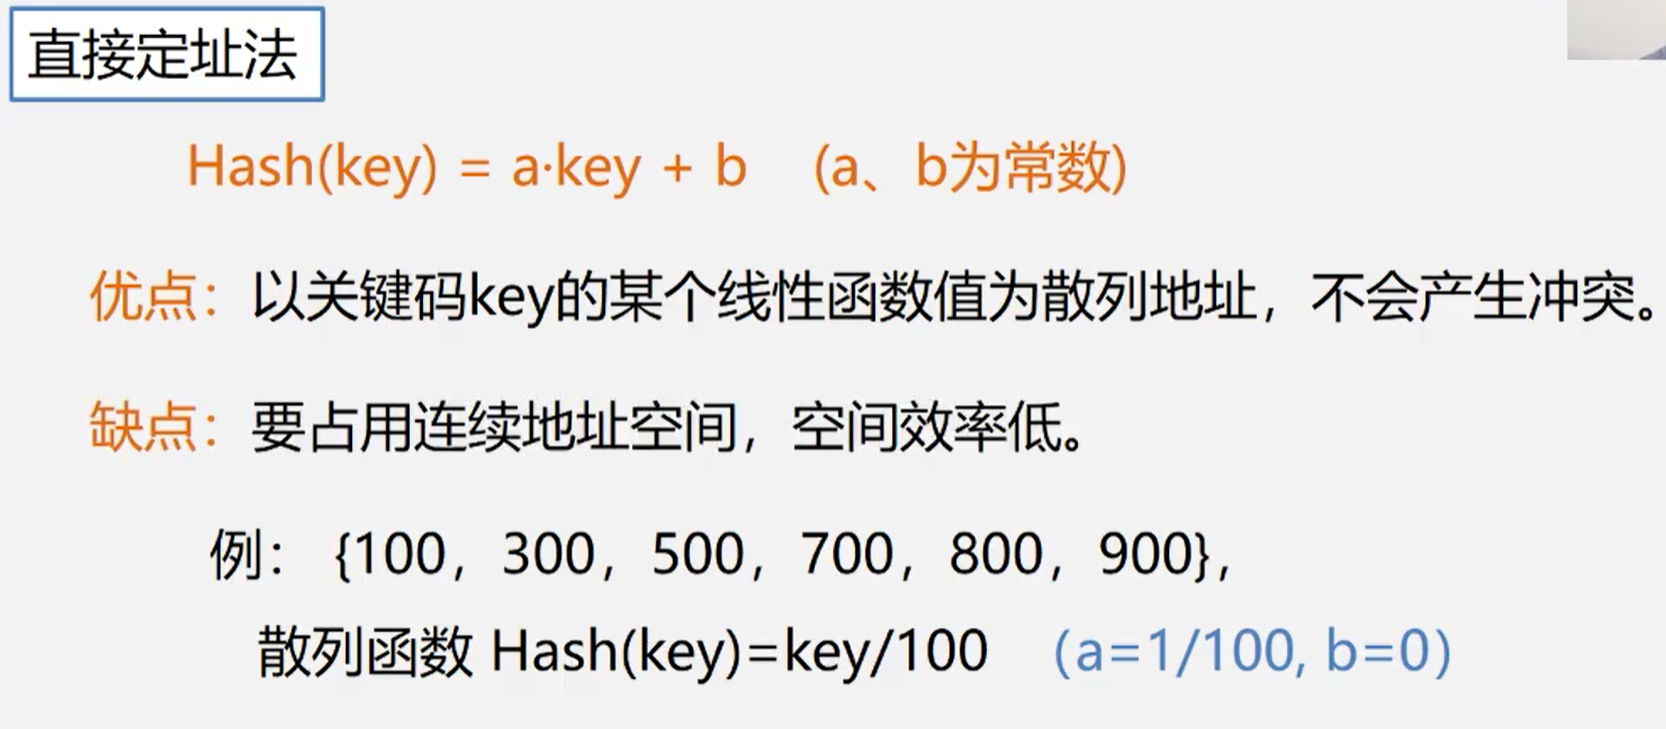 直接定址法
Hash(key) = a·key + b (a、b为常数)
优点：以关键码key的某个线性函数值为散列地址，不会产生冲突。
缺点：要占用连续地址空间，空间效率低。
例： {100，300，500，700，800，900}，
散列函数 Hash(key)=key/100 （a=1/100, b=0）